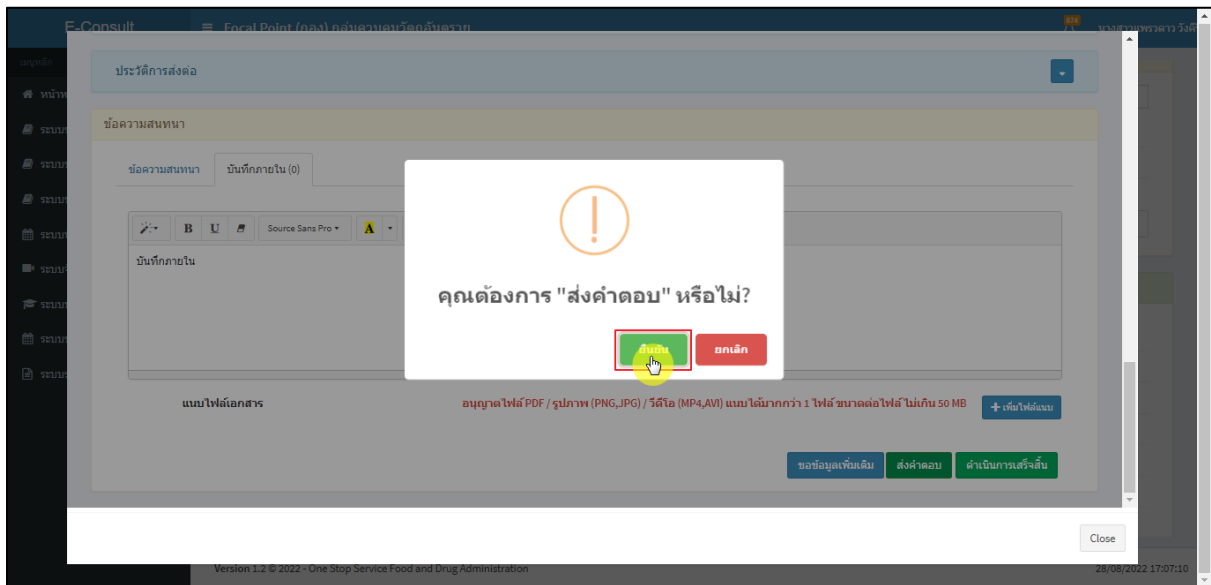 E-Consult
Focal Point (กอง) กลุ่มควบคุมวัตถุอันตราย
เมนูหลัก
ประวัติการส่งต่อ
ข้อความสนทนา
ข้อความสนทนา บันทึกภายใน (0)
B U Source Sans Pro A
บันทึกภายใน
คุณต้องการ "ส่งคำตอบ" หรือไม่?
ยืนยัน ยกเลิก
แนบไฟล์เอกสาร อนุญาตไฟล์ PDF / รูปภาพ (PNG,JPG) / วีดีโอ (MP4,AVI) แนบได้มากกว่า 1 ไฟล์ ขนาดต่อไฟล์ ไม่เกิน 50 MB + เพิ่มไฟล์แนบ
ขอข้อมูลเพิ่มเติม ส่งคำตอบ ดำเนินการเสร็จสิ้น
Close
Version 1.2 © 2022 - One Stop Service Food and Drug Administration 28/08/2022 17:07:10